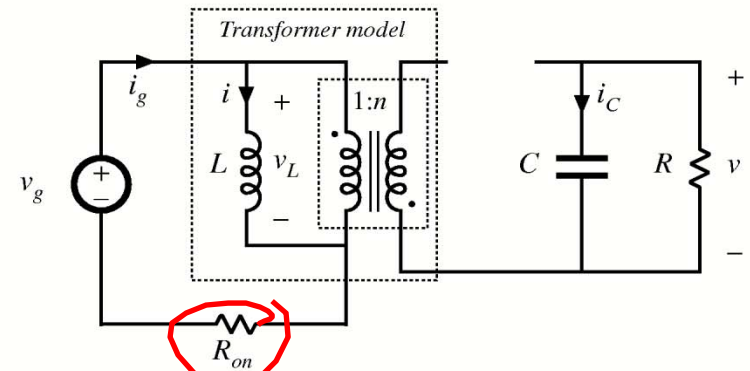 Transformer model
i_g
i
+
1:n
i_C
+
v_g
+
−
L
v_L
C
R
v
−
−
R_on